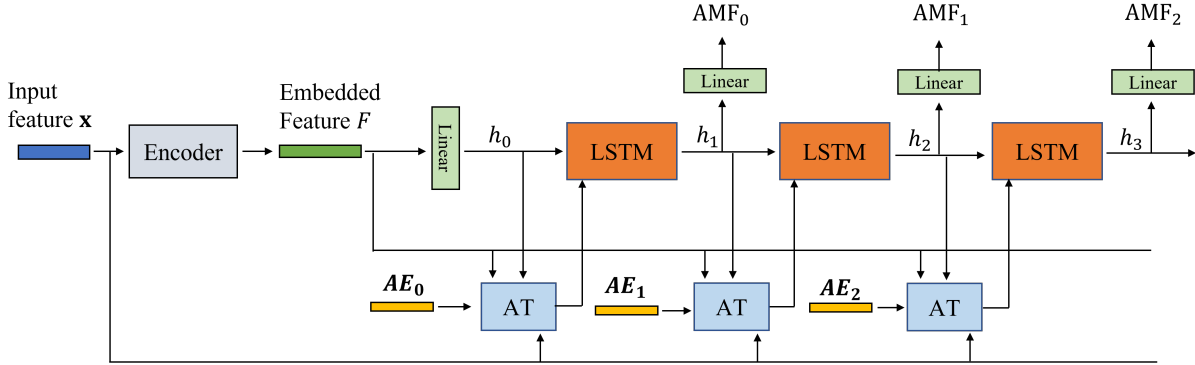 AMF₀
AMF₁
AMF₂
Linear
Linear
Linear
Input
feature x
Embedded
Feature F
Encoder
Linear
h₀
LSTM
h₁
LSTM
h₂
LSTM
h₃
AE₀
AT
AE₁
AT
AE₂
AT